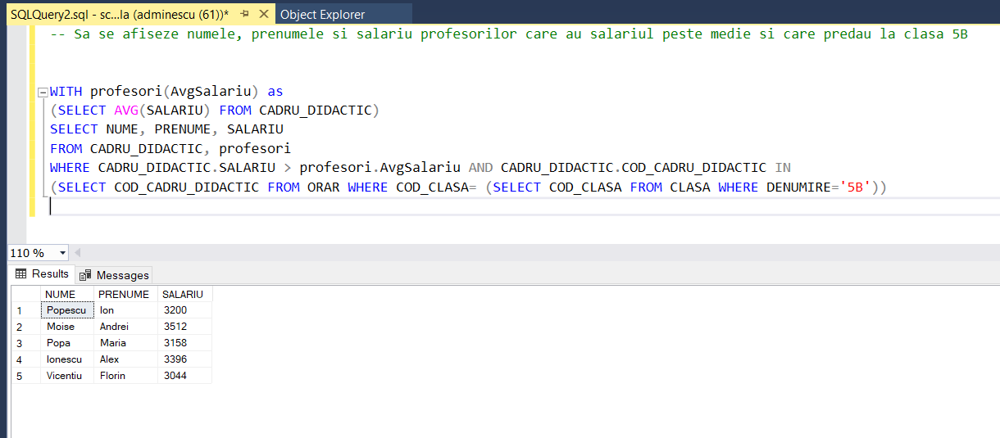 SQLQuery2.sql - sc...la (adminescu (61))* Object Explorer
-- Sa se afiseze numele, prenumele si salariu profesorilor care au salariul peste medie si care predau la clasa 5B
WITH profesori(AvgSalariu) as
(SELECT AVG(SALARIU) FROM CADRU_DIDACTIC)
SELECT NUME, PRENUME, SALARIU
FROM CADRU_DIDACTIC, profesori
WHERE CADRU_DIDACTIC.SALARIU > profesori.AvgSalariu AND CADRU_DIDACTIC.COD_CADRU_DIDACTIC IN
(SELECT COD_CADRU_DIDACTIC FROM ORAR WHERE COD_CLASA= (SELECT COD_CLASA FROM CLASA WHERE DENUMIRE='5B'))
110 %
Results Messages
NUME PRENUME SALARIU
1 Popescu Ion 3200
2 Moise Andrei 3512
3 Popa Maria 3158
4 Ionescu Alex 3396
5 Vicentiu Florin 3044